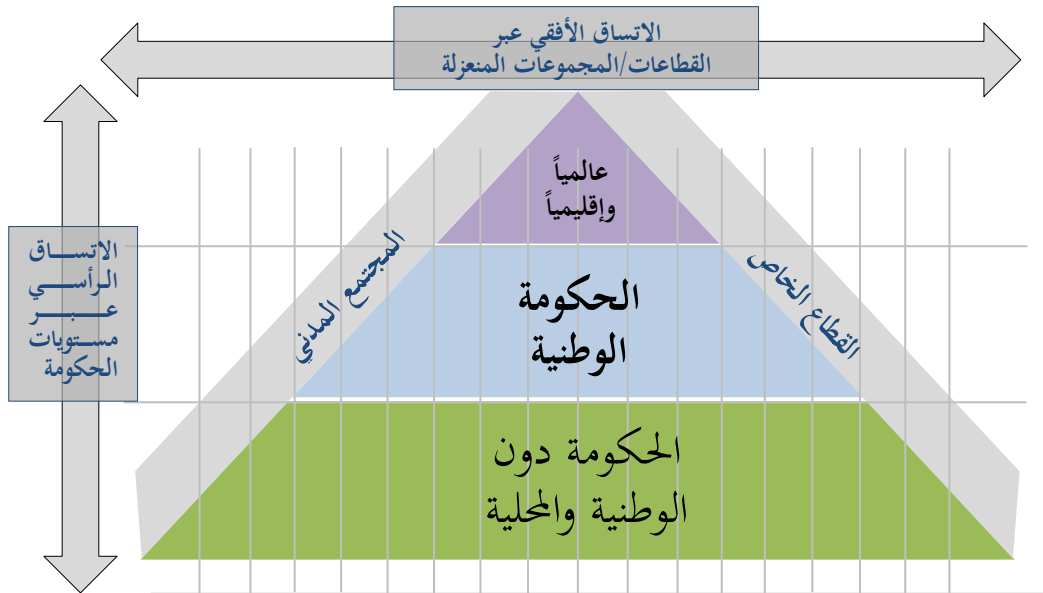 الاتساق الأفقي عبر
القطاعات/المجموعات المنعزلة
الاتساق
الرأسي
عبر
مستويات
الحكومة
عالمياً
وإقليمياً
المجتمع المدني
القطاع الخاص
الحكومة
الوطنية
الحكومة دون
الوطنية والمحلية